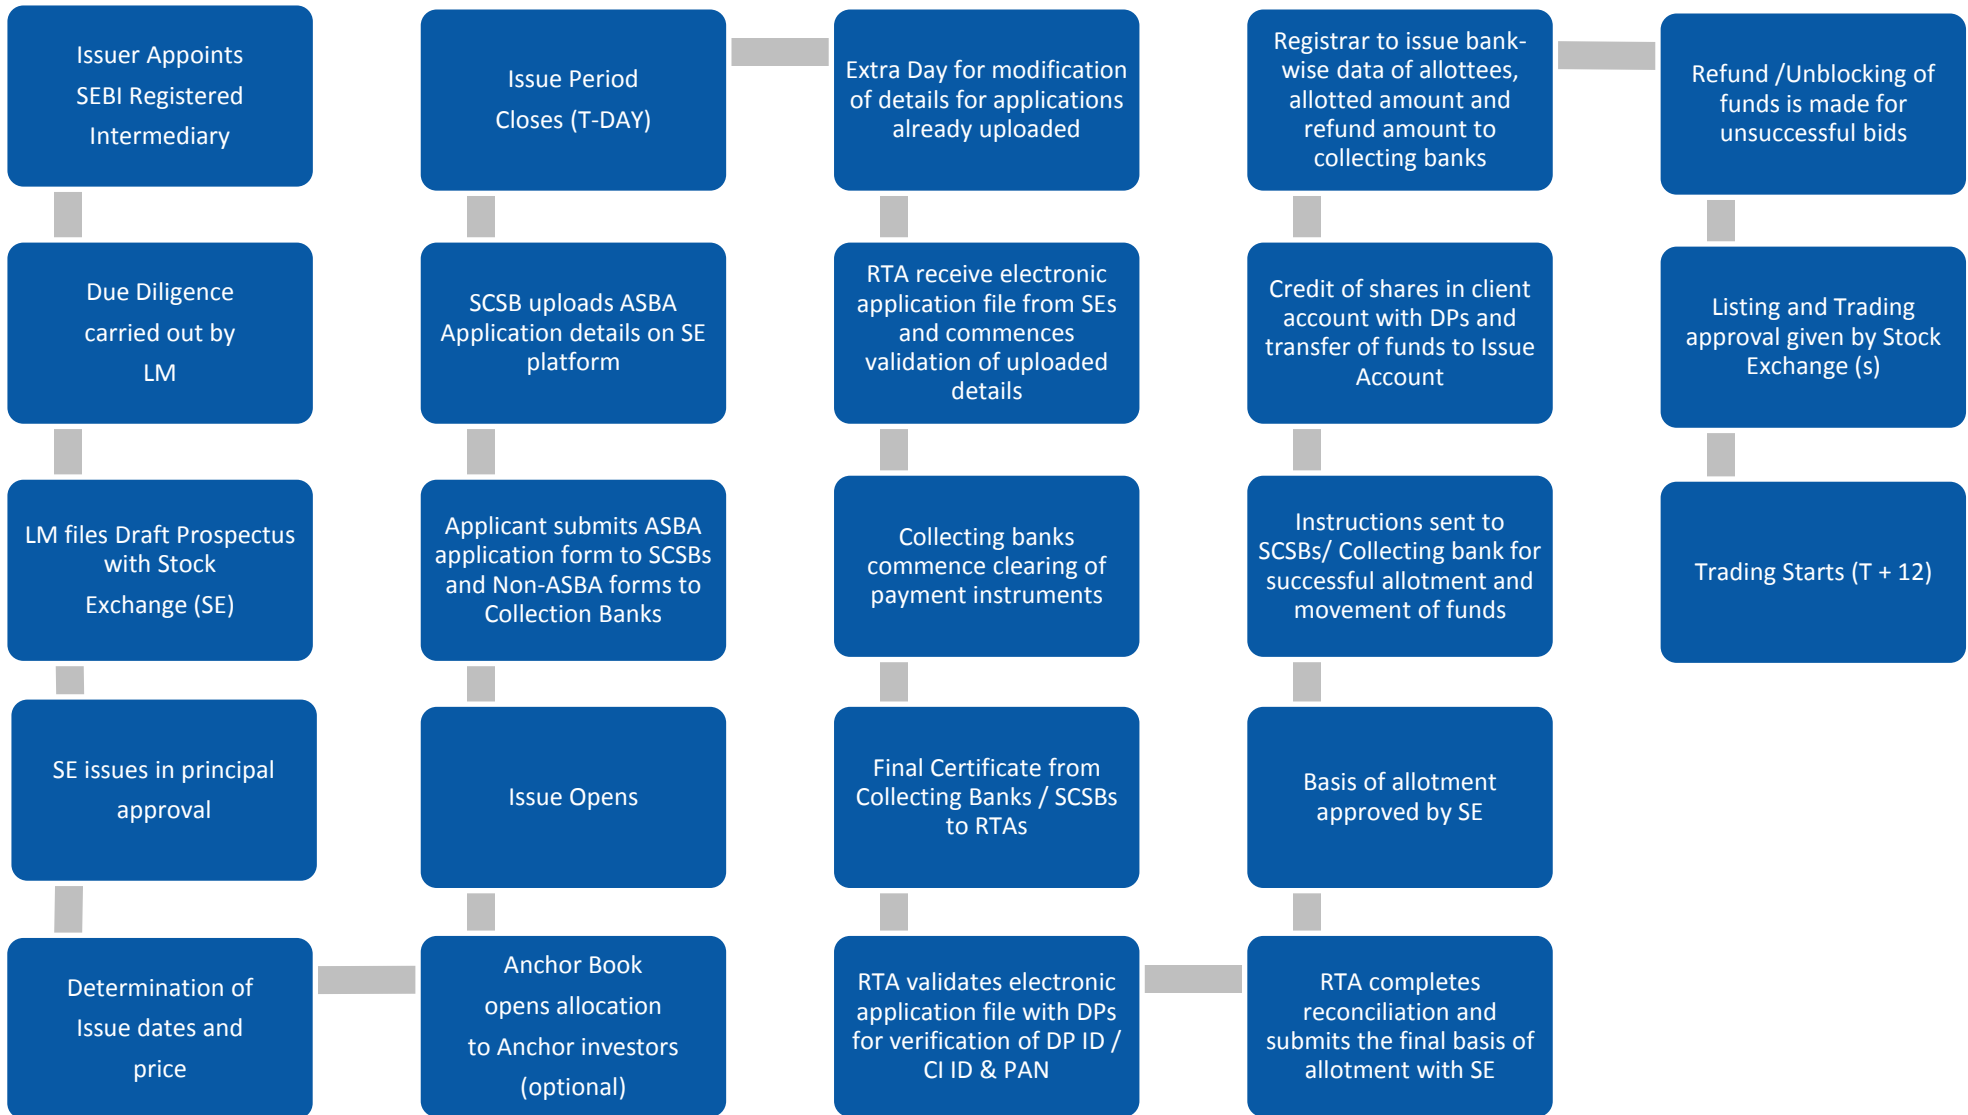 Issuer Appoints
SEBI Registered
Intermediary
Due Diligence
carried out by
LM
LM files Draft Prospectus
with Stock
Exchange (SE)
SE issues in principal
approval
Determination of
Issue dates and
price
Anchor Book
opens allocation
to Anchor investors
(optional)
Issue Opens
Applicant submits ASBA
application form to SCSBs
and Non-ASBA forms to
Collection Banks
SCSB uploads ASBA
Application details on SE
platform
Issue Period
Closes (T-DAY)
Extra Day for modification
of details for applications
already uploaded
RTA receive electronic
application file from SEs
and commences
validation of uploaded
details
Collecting banks
commence clearing of
payment instruments
Final Certificate from
Collecting Banks / SCSBs
to RTAs
RTA validates electronic
application file with DPs
for verification of DP ID /
CI ID & PAN
RTA completes
reconciliation and
submits the final basis of
allotment with SE
Basis of allotment
approved by SE
Instructions sent to
SCSBs/ Collecting bank for
successful allotment and
movement of funds
Credit of shares in client
account with DPs and
transfer of funds to Issue
Account
Registrar to issue bank-
wise data of allottees,
allotted amount and
refund amount to
collecting banks
Refund /Unblocking of
funds is made for
unsuccessful bids
Listing and Trading
approval given by Stock
Exchange (s)
Trading Starts (T + 12)